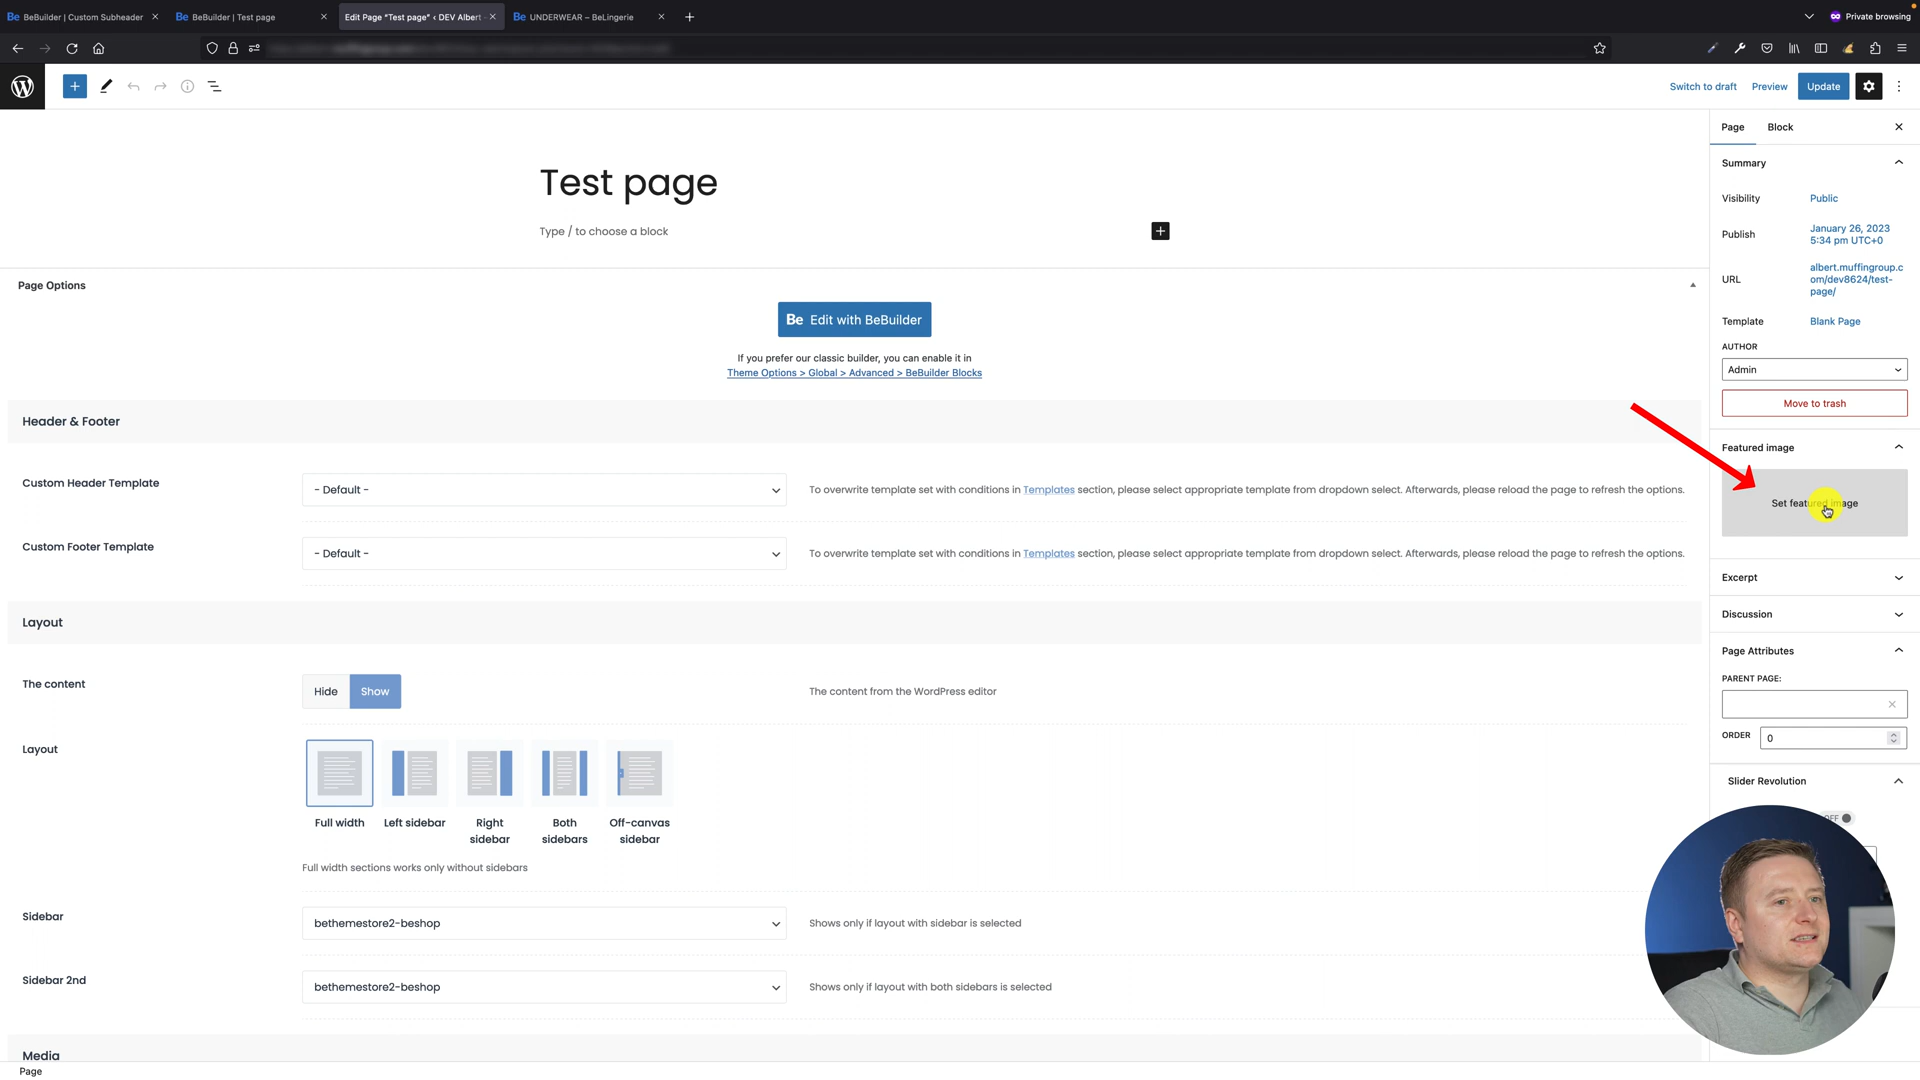 Be BeBuilder | Custom Subheader
Be BeBuilder | Test page
Edit Page "Test page" ‹ DEV Albert
Be UNDERWEAR – BeLingerie
Private browsing
Switch to draft
Preview
Update
Test page
Type / to choose a block
Page Options
Be Edit with BeBuilder
If you prefer our classic builder, you can enable it in
Theme Options > Global > Advanced > BeBuilder Blocks
Header & Footer
Custom Header Template
- Default -
To overwrite template set with conditions in Templates section, please select appropriate template from dropdown select. Afterwards, please reload the page to refresh the options.
Custom Footer Template
- Default -
To overwrite template set with conditions in Templates section, please select appropriate template from dropdown select. Afterwards, please reload the page to refresh the options.
Layout
The content
Hide
Show
The content from the WordPress editor
Layout
Full width
Left sidebar
Right
sidebar
Both
sidebars
Off-canvas
sidebar
Full width sections works only without sidebars
Sidebar
bethemestore2-beshop
Shows only if layout with sidebar is selected
Sidebar 2nd
bethemestore2-beshop
Shows only if layout with both sidebars is selected
Media
Page
Page
Block
Summary
Visibility
Public
Publish
January 26, 2023
5:34 pm UTC+0
URL
albert.muffingroup.c
om/dev8624/test-
page/
Template
Blank Page
AUTHOR
Admin
Move to trash
Featured image
Set featured image
Excerpt
Discussion
Page Attributes
PARENT PAGE:
ORDER
0
Slider Revolution
OFF